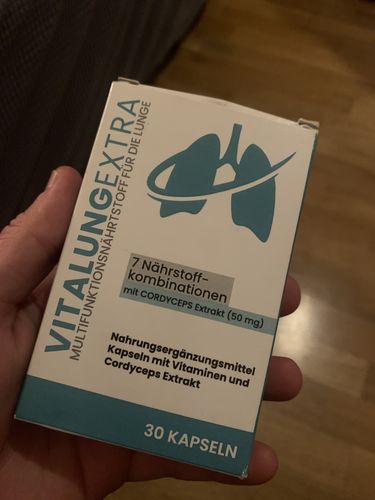 VITALUNGEXTRA
MULTIFUNKTIONSNÄHRTSTOFF FÜR DIE LUNGE
7 Nährstoff-
kombinationen
mit CORDYCEPS Extrakt (50 mg)
Nahrungsergänzungsmittel
Kapseln mit Vitaminen und
Cordyceps Extrakt
30 KAPSELN